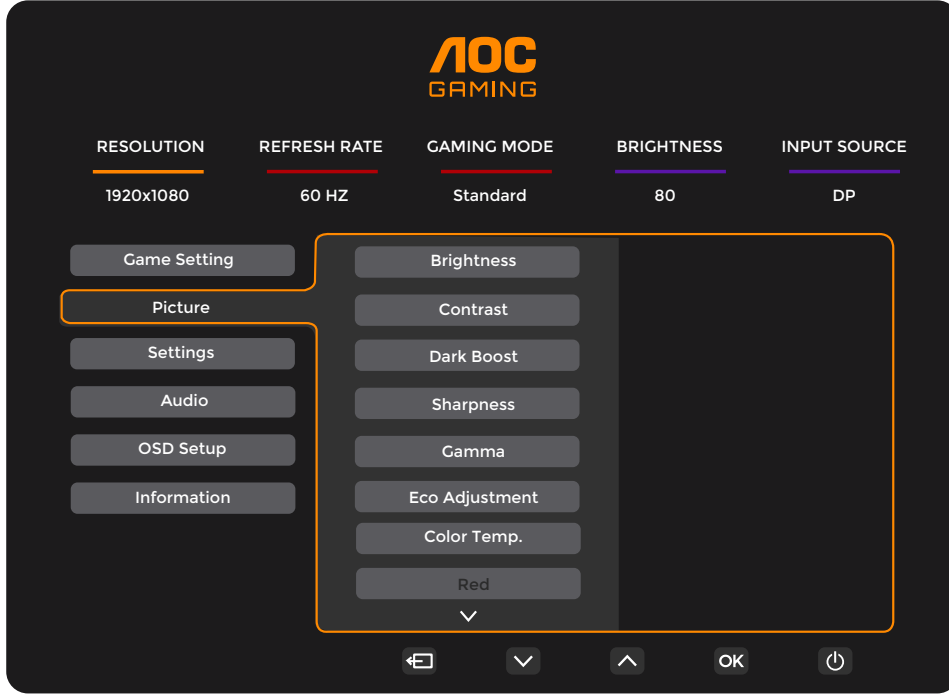 AOC
GAMING
RESOLUTION REFRESH RATE GAMING MODE BRIGHTNESS INPUT SOURCE
1920x1080 60 HZ Standard 80 DP
Game Setting
Picture
Settings
Audio
OSD Setup
Information
Brightness
Contrast
Dark Boost
Sharpness
Gamma
Eco Adjustment
Color Temp.
Red
OK